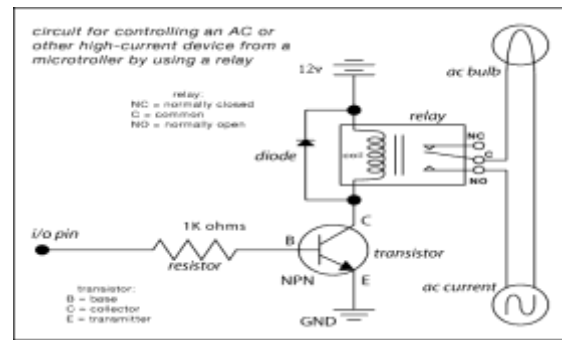 circuit for controlling an AC or
other high-current device from a
microtroller by using a relay
relay:
NC = normally closed
C = common
NO = normally open
12v
ac bulb
relay
NC
C
NO
coil
diode
i/o pin
1K ohms
resistor
B
C
E
NPN
transistor
GND
ac current
transistor:
B = base
C = collector
E = transmitter